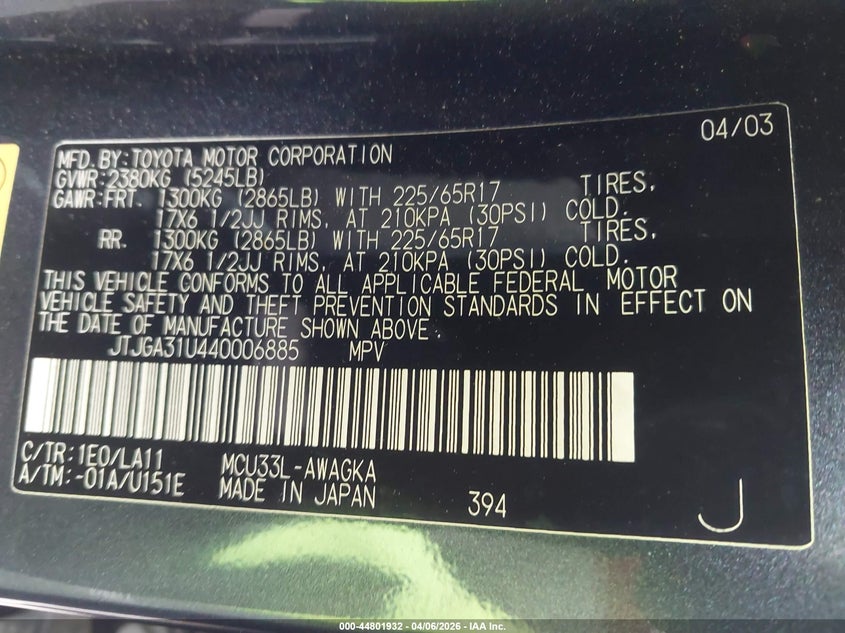 04/03
MFD.BY:TOYOTA MOTOR CORPORATION
GVWR:2380KG (5245LB)
GAWR:FRT. 1300KG (2865LB) WITH 225/65R17 TIRES,
17X6 1/2JJ RIMS, AT 210KPA (30PSI) COLD.
RR. 1300KG (2865LB) WITH 225/65R17 TIRES,
17X6 1/2JJ RIMS, AT 210KPA (30PSI) COLD.
THIS VEHICLE CONFORMS TO ALL APPLICABLE FEDERAL MOTOR
VEHICLE SAFETY AND THEFT PREVENTION STANDARDS IN EFFECT ON
THE DATE OF MANUFACTURE SHOWN ABOVE.
JTJGA31U440006885 MPV
C/TR:1E0/LA11 MCU33L-AWAGKA
A/TM:-01A/U151E MADE IN JAPAN 394
J
000-44801932 - 04/06/2026 - IAA Inc.